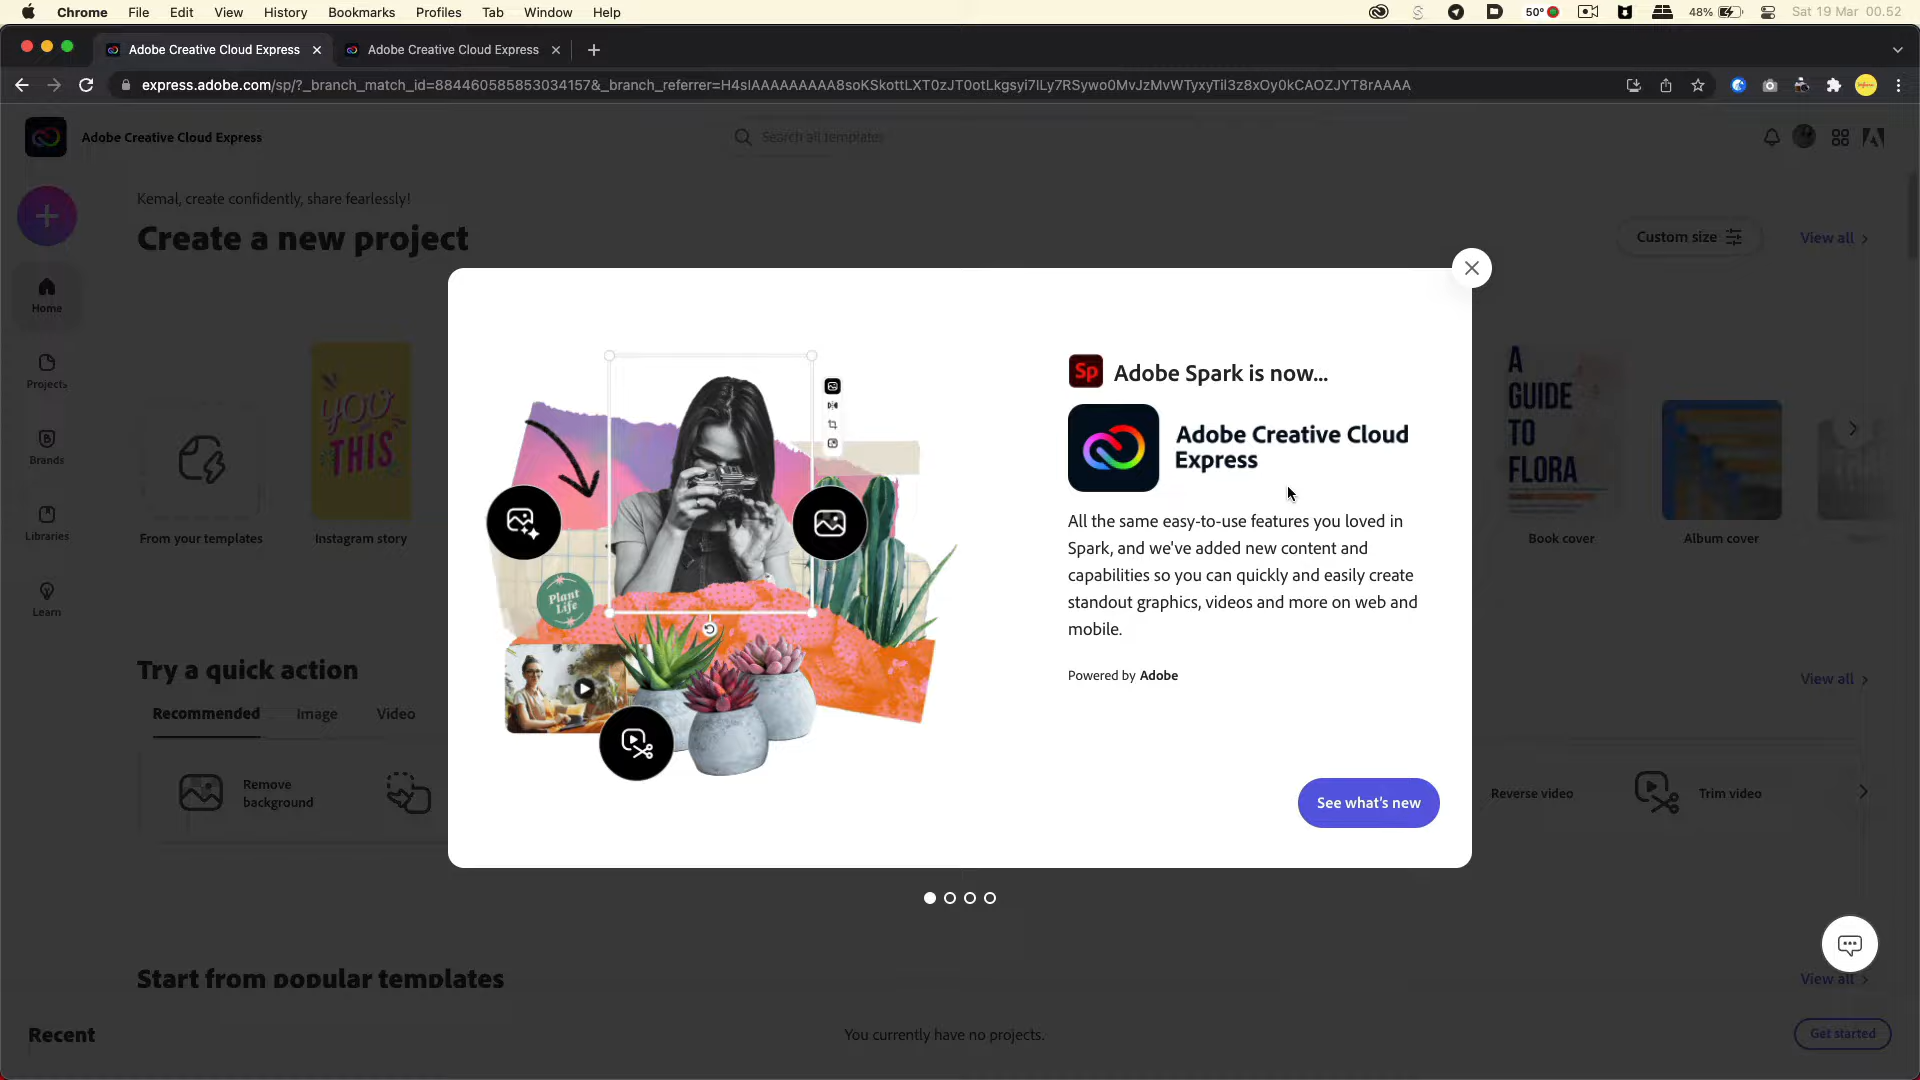 Chrome File Edit View History Bookmarks Profiles Tab Window Help
50° 48% Sat 19 Mar 00.52
Adobe Creative Cloud Express
Adobe Creative Cloud Express
express.adobe.com/sp/?_branch_match_id=884460585853034157&_branch_referrer=H4sIAAAAAAAAA8soKSkottLXT0zJT0otLkgsyi7ILy7RSywo0MvJzMvWTyxyTil3z8xOy0kCAOZJYT8rAAAA
Adobe Creative Cloud Express
Search all templates
Kemal, create confidently, share fearlessly!
Create a new project
Custom size
View all
Home
Projects
Brands
Libraries
Learn
YOU
THIS
From your templates
Instagram story
A
GUIDE
TO
FLORA
Book cover
Album cover
Plant
Life
Sp Adobe Spark is now...
Adobe Creative Cloud
Express
All the same easy-to-use features you loved in
Spark, and we've added new content and
capabilities so you can quickly and easily create
standout graphics, videos and more on web and
mobile.
Powered by Adobe
See what's new
Try a quick action
View all
Recommended Image Video
Remove
background
Reverse video
Trim video
Start from popular templates
View all
Recent
You currently have no projects.
Get started